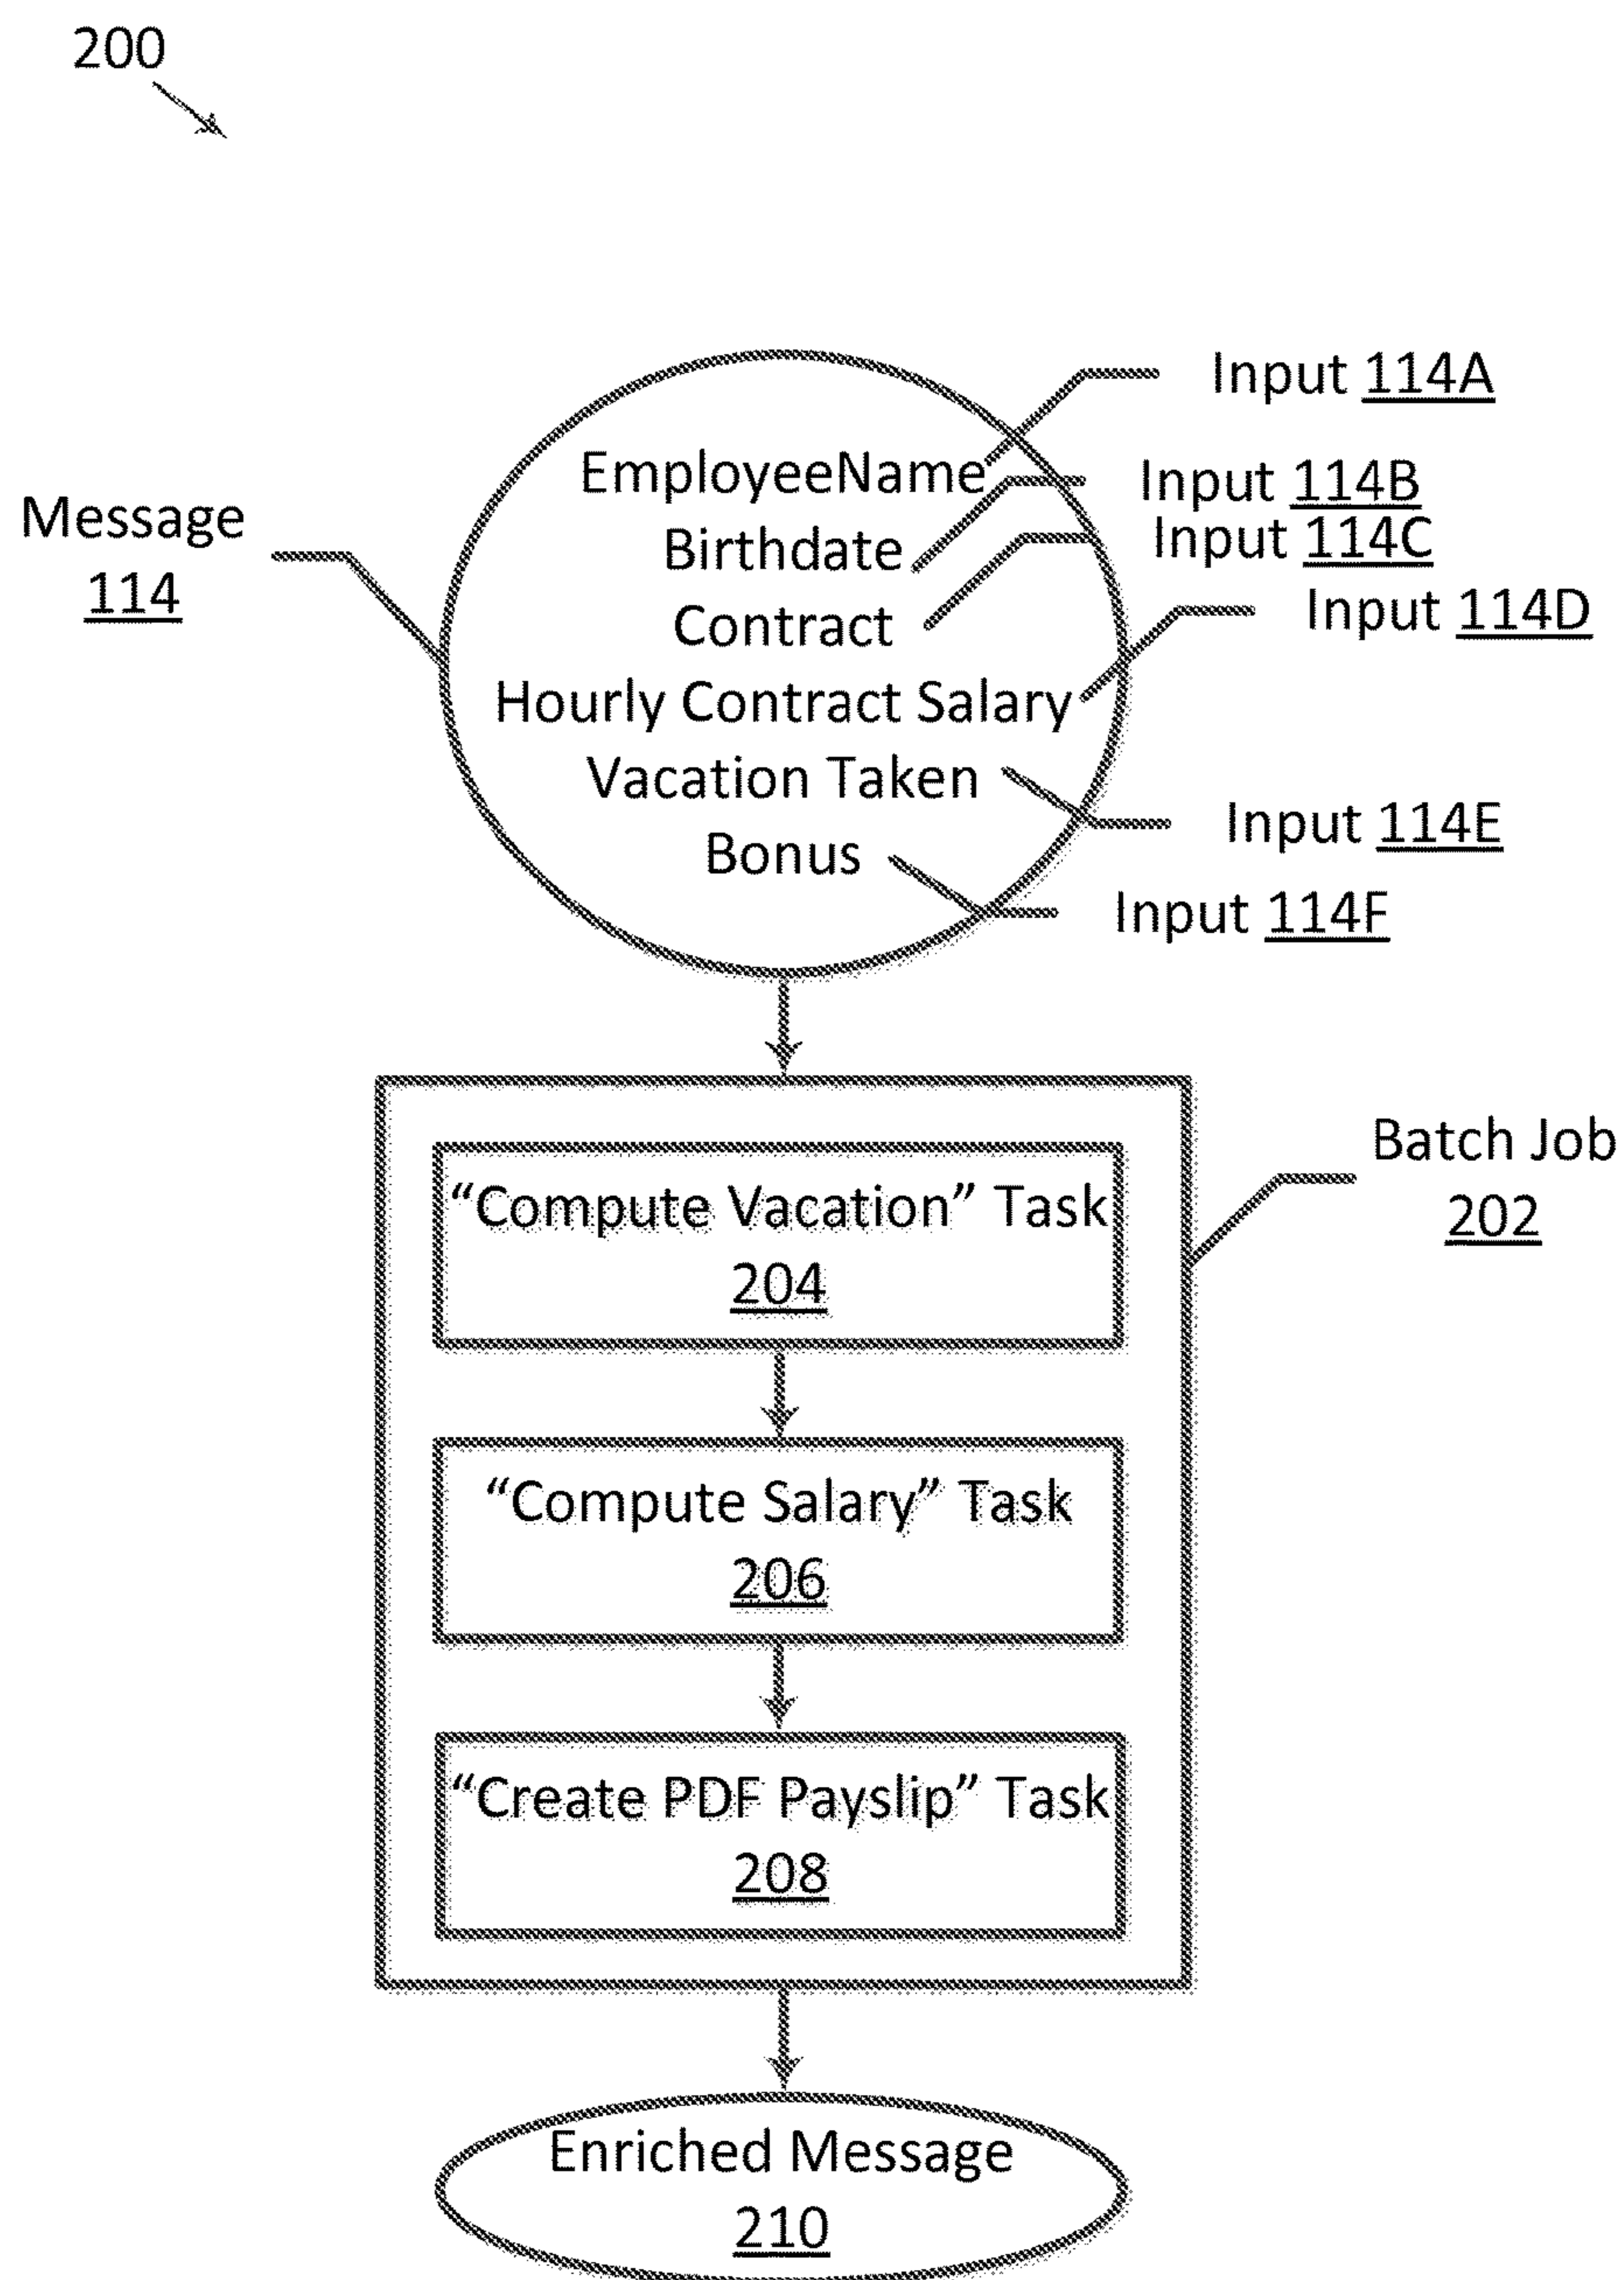 200
Message
114
EmployeeName
Birthdate
Contract
Hourly Contract Salary
Vacation Taken
Bonus
Input 114A
Input 114B
Input 114C
Input 114D
Input 114E
Input 114F
Batch Job
202
“Compute Vacation” Task
204
“Compute Salary” Task
206
“Create PDF Payslip” Task
208
Enriched Message
210